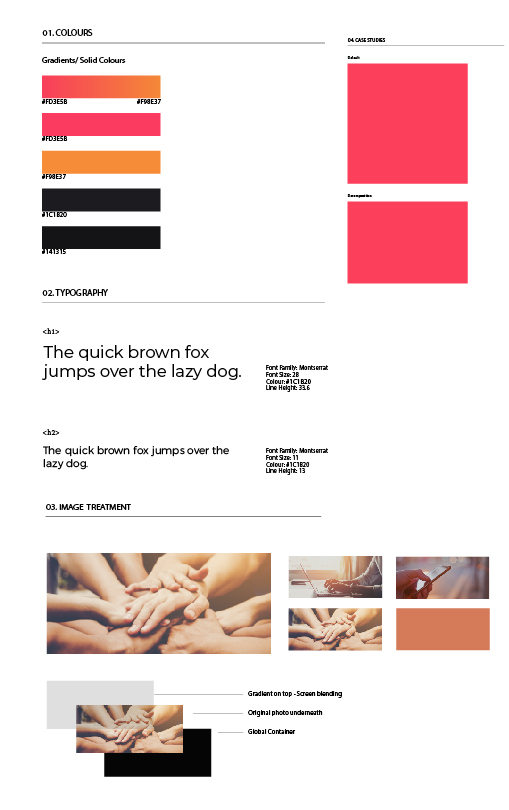 01. COLOURS
Gradients/ Solid Colours
#FD3E5B #F98E37
#FD3E5B
#F98E37
#1C1B20
#141315
02. TYPOGRAPHY
<h1>
The quick brown fox
jumps over the lazy dog.
Font Family: Montserrat
Font Size: 28
Colour: #1C1B20
Line Height: 33.6
<h2>
The quick brown fox jumps over the
lazy dog.
Font Family: Montserrat
Font Size: 11
Colour: #1C1B20
Line Height: 13
03. IMAGE TREATMENT
Gradient on top - Screen blending
Original photo underneath
Global Container
04. CASE STUDIES
Default: